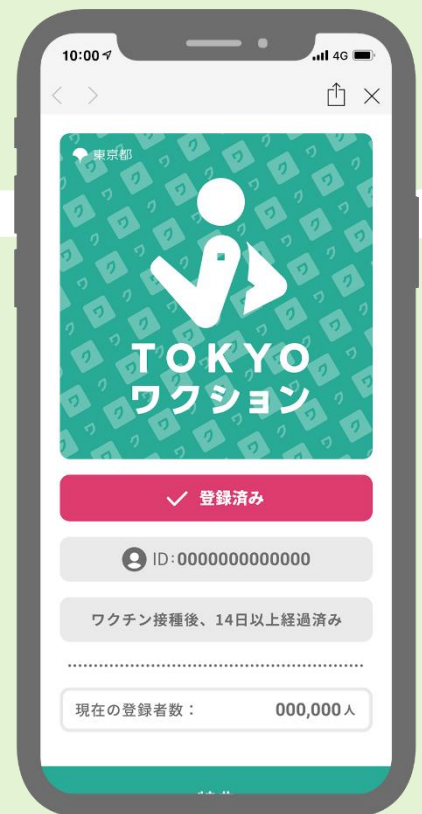 10:00
4G
東京都
TOKYO
ワクション
登録済み
ID:0000000000000
ワクチン接種後、14日以上経過済み
現在の登録者数：
000,000人